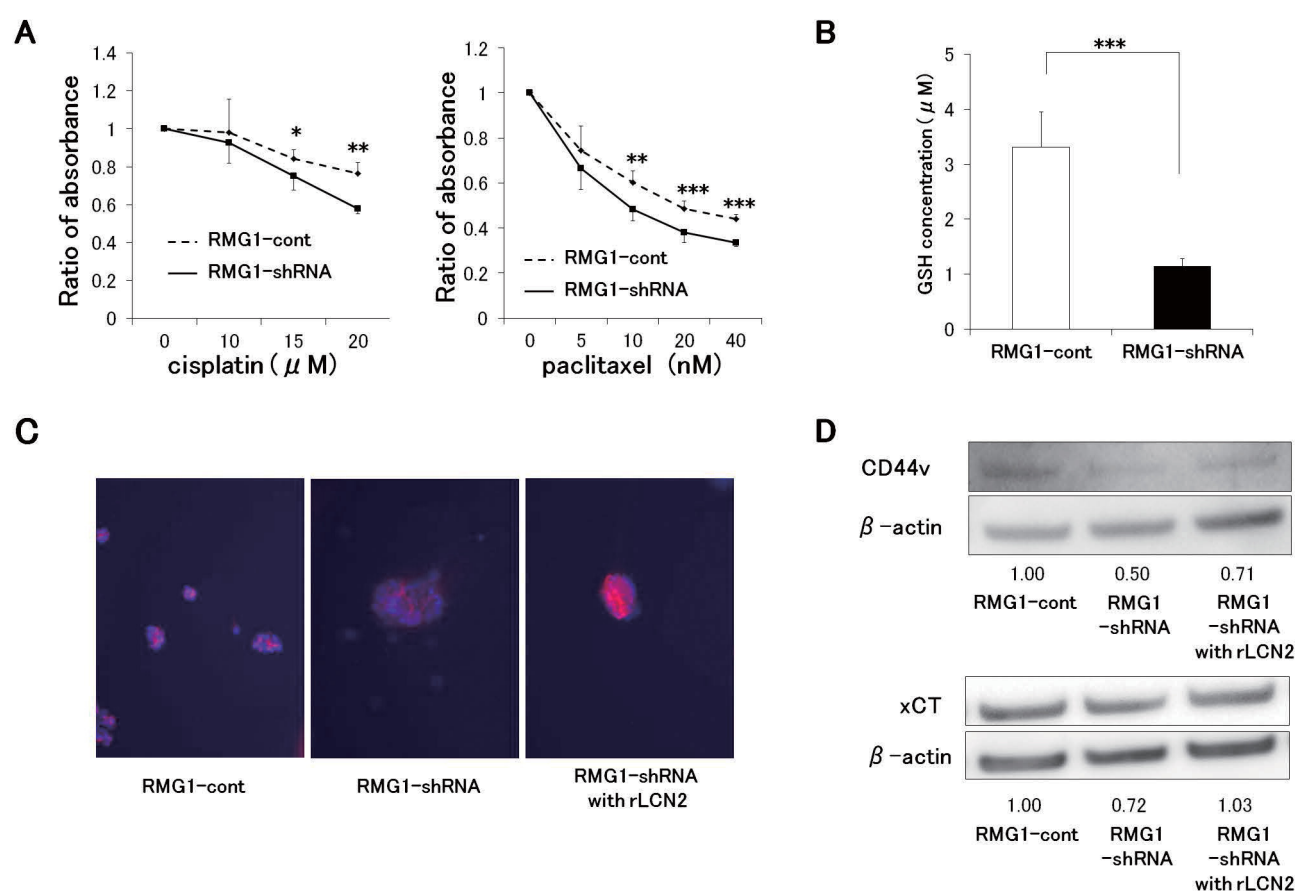 A
Ratio of absorbance
1.4
1.2
1
0.8
0.6
0.4
0.2
0
*
**
RMG1-cont
RMG1-shRNA
0 10 15 20
cisplatin ( μ M)
Ratio of absorbance
1.2
1
0.8
0.6
0.4
0.2
0
**
***
***
RMG1-cont
RMG1-shRNA
0 5 10 20 40
paclitaxel (nM)
B
GSH concentration ( μ M)
5
4
3
2
1
0
***
RMG1-cont RMG1-shRNA
C
RMG1-cont
RMG1-shRNA
RMG1-shRNA
with rLCN2
D
CD44v
β-actin
1.00 0.50 0.71
RMG1-cont
RMG1
-shRNA
RMG1
-shRNA
with rLCN2
xCT
β-actin
1.00 0.72 1.03
RMG1-cont
RMG1
-shRNA
RMG1
-shRNA
with rLCN2